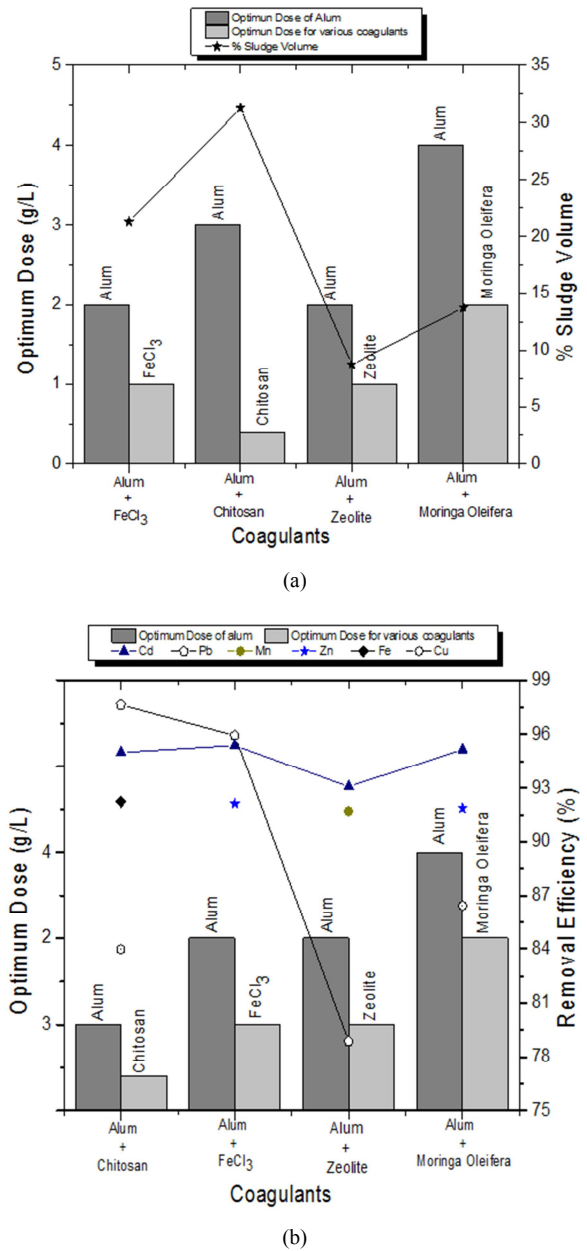 Optimun Dose of Alum
Optimun Dose for various coagulants
% Sludge Volume
5
4
3
2
1
0
35
30
25
20
15
10
5
0
Optimum Dose (g/L)
% Sludge Volume
Alum
FeCl3
Alum
Chitosan
Alum
Zeolite
Alum
Moringa Oleifera
Alum + FeCl3
Alum + Chitosan
Alum + Zeolite
Alum + Moringa Oleifera
Coagulants
(a)
Optimum Dose of alum
Optimum Dose for various coagulants
Cd Pb Mn Zn Fe Cu
4
2
3
99
96
93
90
87
84
81
78
75
Optimum Dose (g/L)
Removal Efficiency (%)
Alum
Chitosan
Alum
FeCl3
Alum
Zeolite
Alum
Moringa Oleifera
Alum + Chitosan
Alum + FeCl3
Alum + Zeolite
Alum + Moringa Oleifera
Coagulants
(b)